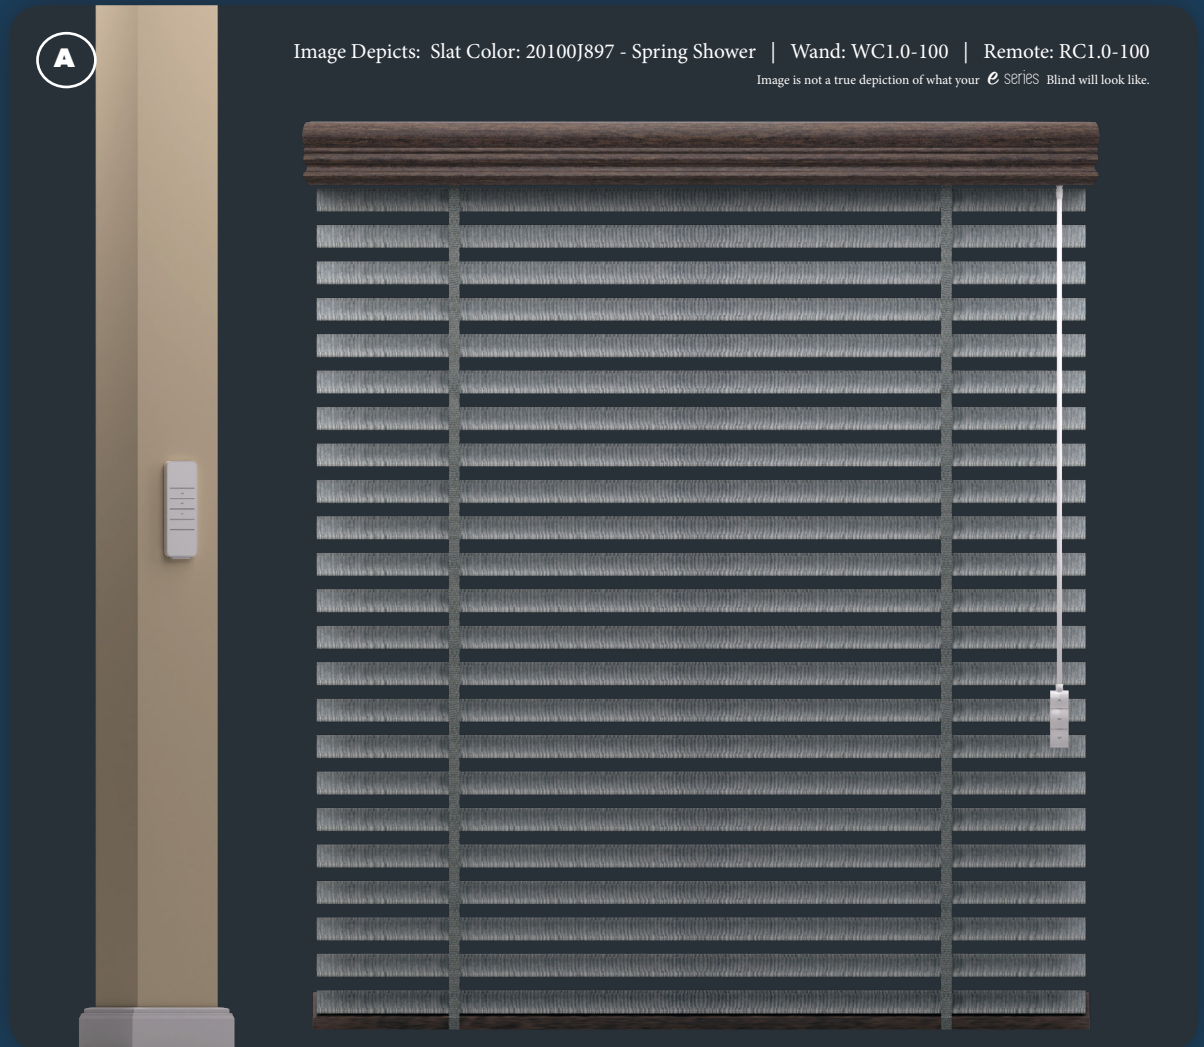 A
Image Depicts: Slat Color: 20100J897 - Spring Shower | Wand: WC1.0-100 | Remote: RC1.0-100
Image is not a true depiction of what your e series Blind will look like.